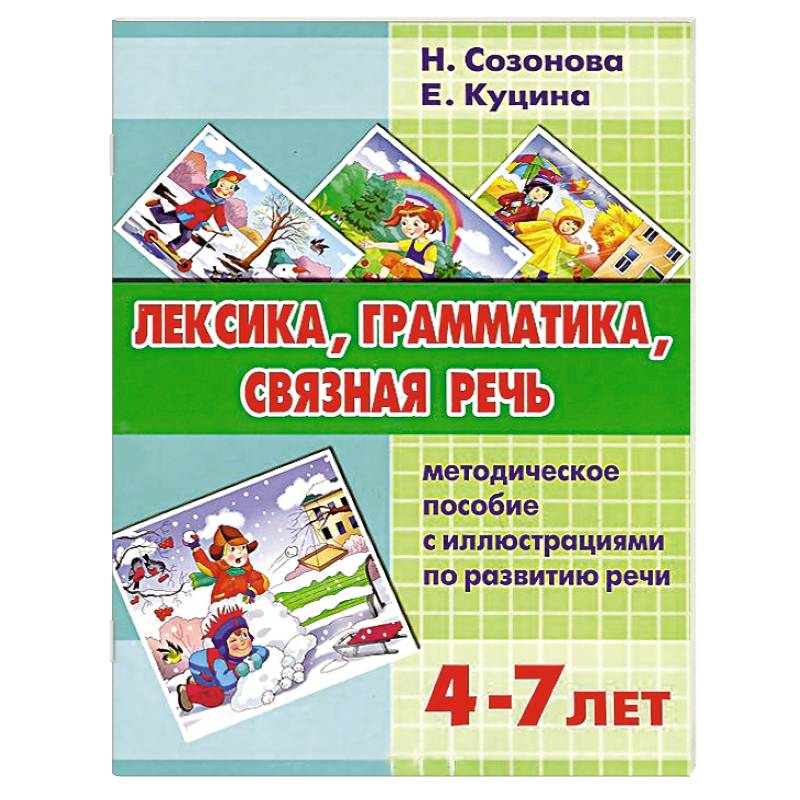 Н. Созонова
Е. Куцина
ЛЕКСИКА, ГРАММАТИКА,
СВЯЗНАЯ РЕЧЬ
методическое
пособие
с иллюстрациями
по развитию речи
4-7 ЛЕТ